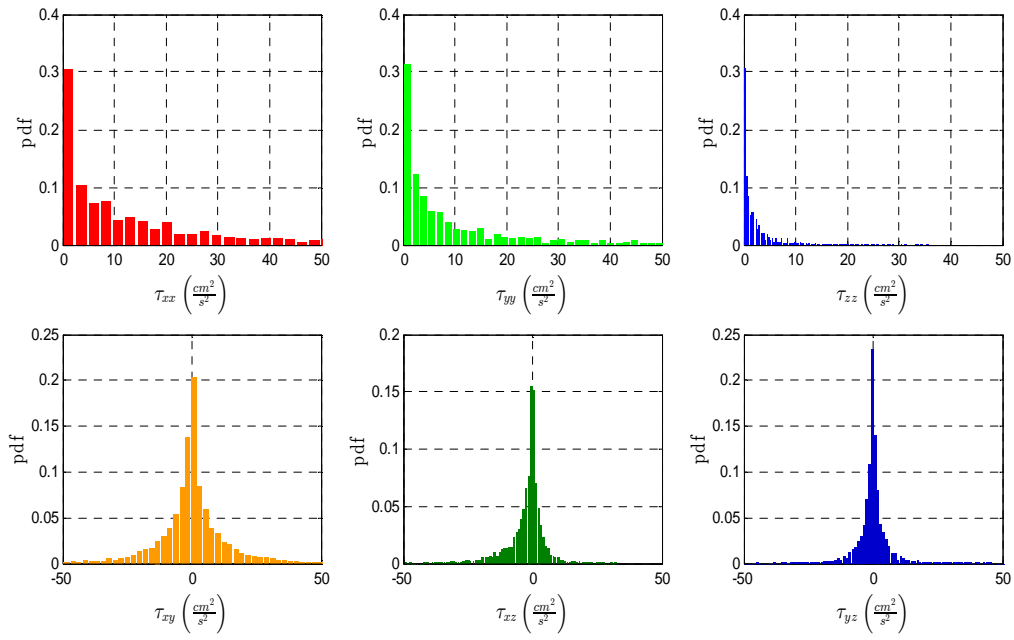 0.4
0.3
0.2
0.1
0
pdf
0 10 20 30 40 50
τxx (cm²/s²)
0.4
0.3
0.2
0.1
0
pdf
0 10 20 30 40 50
τyy (cm²/s²)
0.4
0.3
0.2
0.1
0
pdf
0 10 20 30 40 50
τzz (cm²/s²)
0.25
0.2
0.15
0.1
0.05
0
pdf
-50 0 50
τxy (cm²/s²)
0.2
0.15
0.1
0.05
0
pdf
-50 0 50
τxz (cm²/s²)
0.25
0.2
0.15
0.1
0.05
0
pdf
-50 0 50
τyz (cm²/s²)